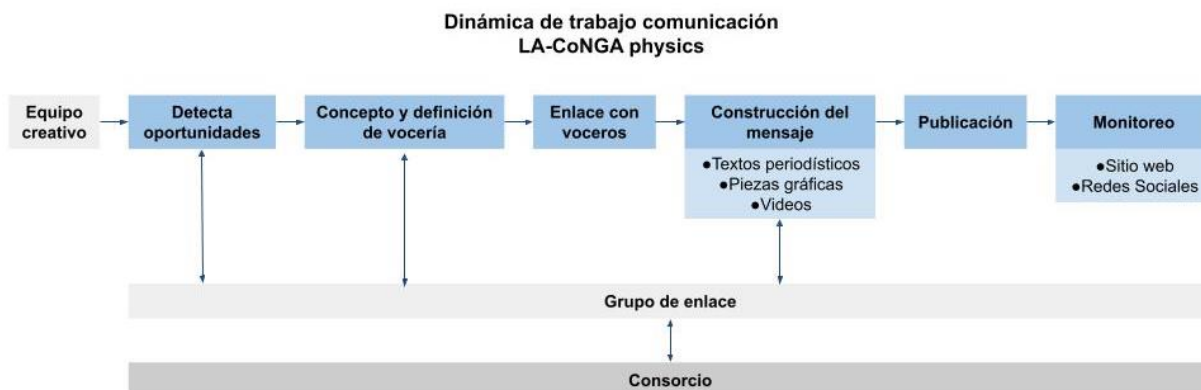 Dinámica de trabajo comunicación
LA-CoNGA physics
Equipo
creativo
Detecta
oportunidades
Concepto y definición
de vocería
Enlace con
voceros
Construcción del
mensaje
●Textos periodísticos
●Piezas gráficas
●Videos
Publicación
Monitoreo
●Sitio web
●Redes Sociales
Grupo de enlace
Consorcio